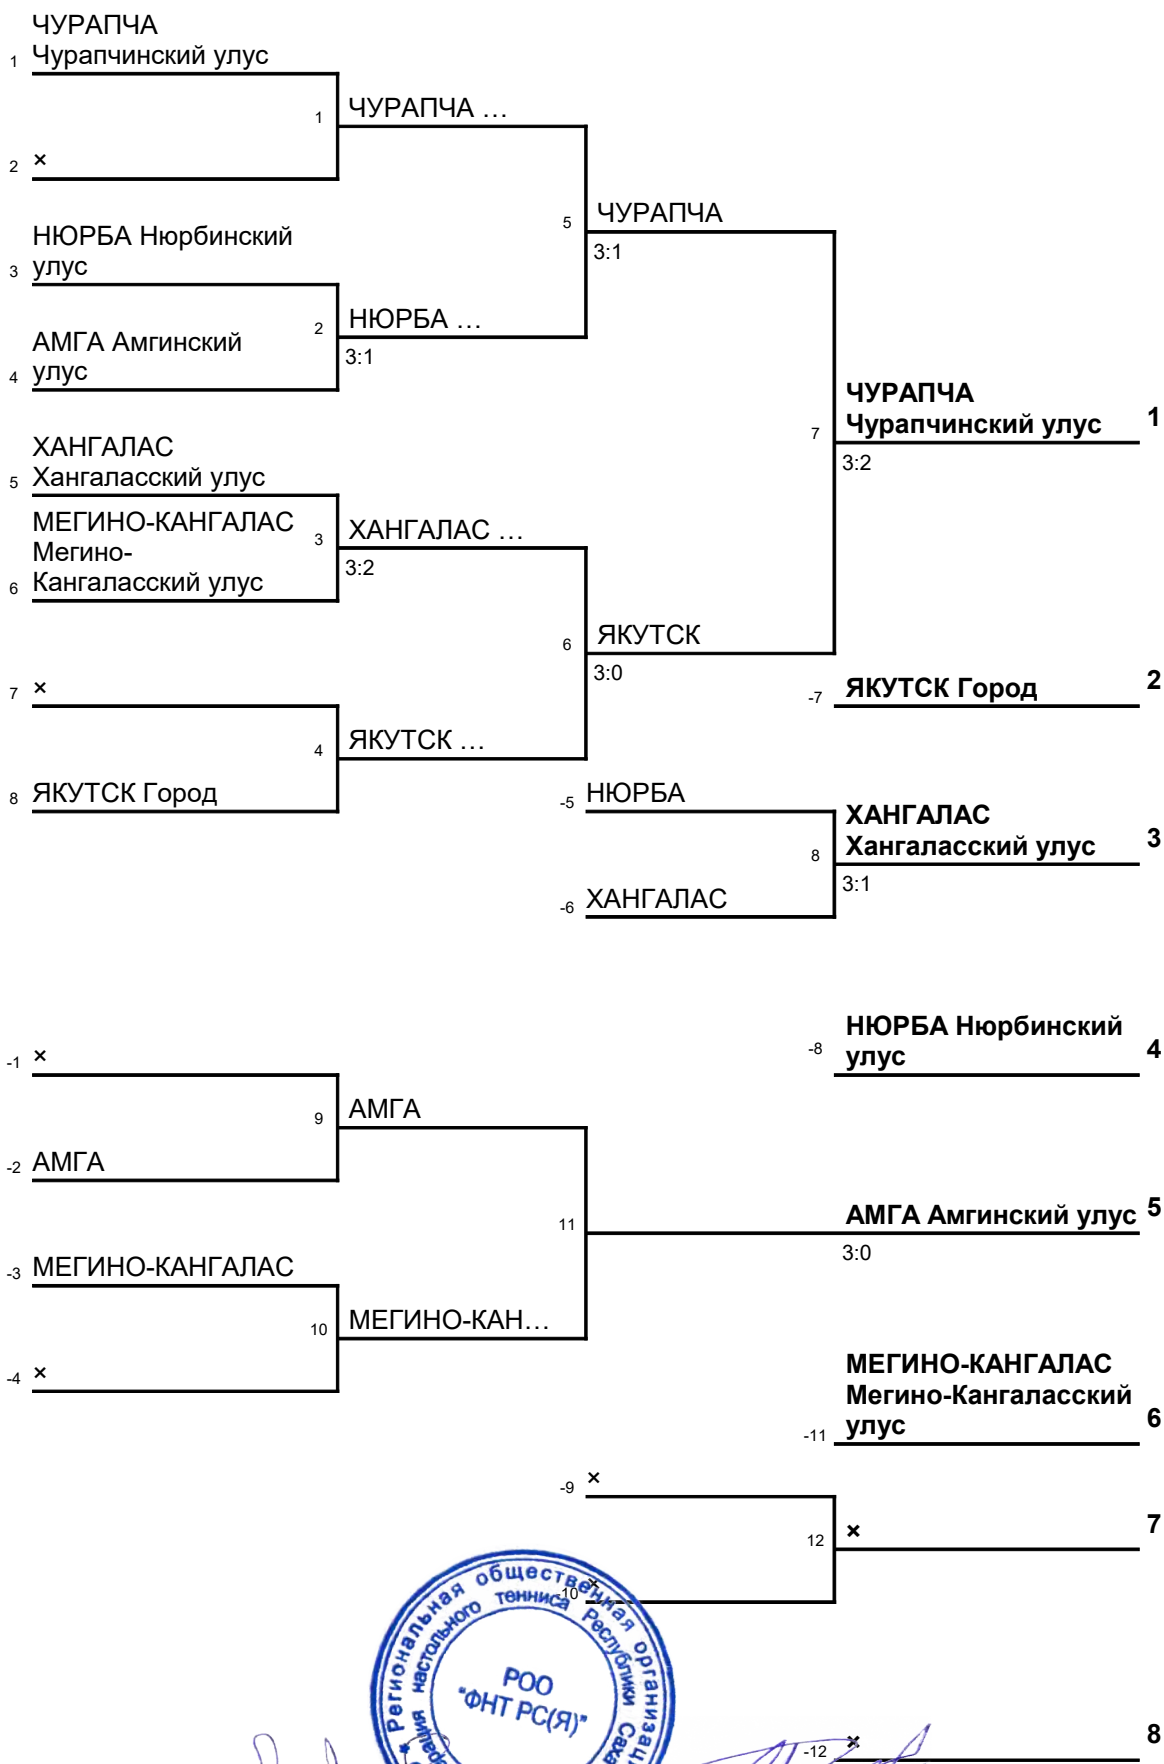 ЧУРАПЧА
1 Чурапчинский улус
1 ЧУРАПЧА …
2 ×
5 ЧУРАПЧА
3:1
НЮРБА Нюрбинский
3 улус
2 НЮРБА …
3:1
АМГА Амгинский
4 улус
ЧУРАПЧА
7 Чурапчинский улус 1
3:2
ХАНГАЛАС
5 Хангаласский улус
МЕГИНО-КАНГАЛАС
Мегино-
6 Кангаласский улус
3 ХАНГАЛАС …
3:2
6 ЯКУТСК
3:0
7 ×
-7 ЯКУТСК Город 2
4 ЯКУТСК …
8 ЯКУТСК Город
-5 НЮРБА
ХАНГАЛАС
8 Хангаласский улус 3
3:1
-6 ХАНГАЛАС
НЮРБА Нюрбинский
-8 улус 4
-1 ×
9 АМГА
-2 АМГА
11 АМГА Амгинский улус 5
3:0
-3 МЕГИНО-КАНГАЛАС
10 МЕГИНО-КАН…
-4 ×
МЕГИНО-КАНГАЛАС
Мегино-Кангаласский
-11 улус 6
-9 ×
12 × 7
-10 ×
Региональная общественная
настольного тенниса Республики
РОО
"ФНТ РС(Я)"
-12 × 8